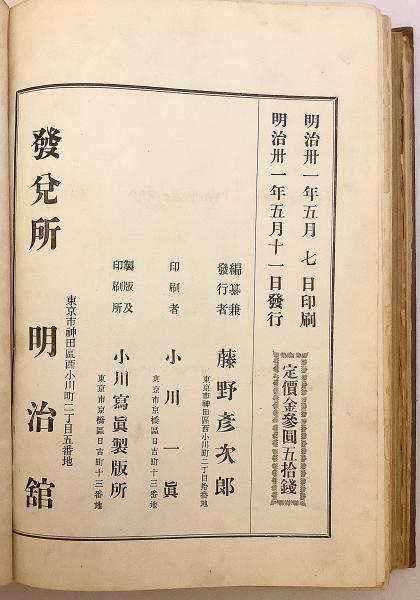 明治卅一年五月七日印刷
明治卅一年五月十一日發行
定價金參圓五拾錢
編纂兼
發行者
藤野彥次郎
東京市神田區西小川町二丁目拾番地
印刷者
小川一眞
東京市京橋區日吉町十三番地
製版及
印刷所
小川寫眞製版所
東京市京橋區日吉町十三番地
發兌所 明治舘
東京市神田區西小川町二丁目五番地